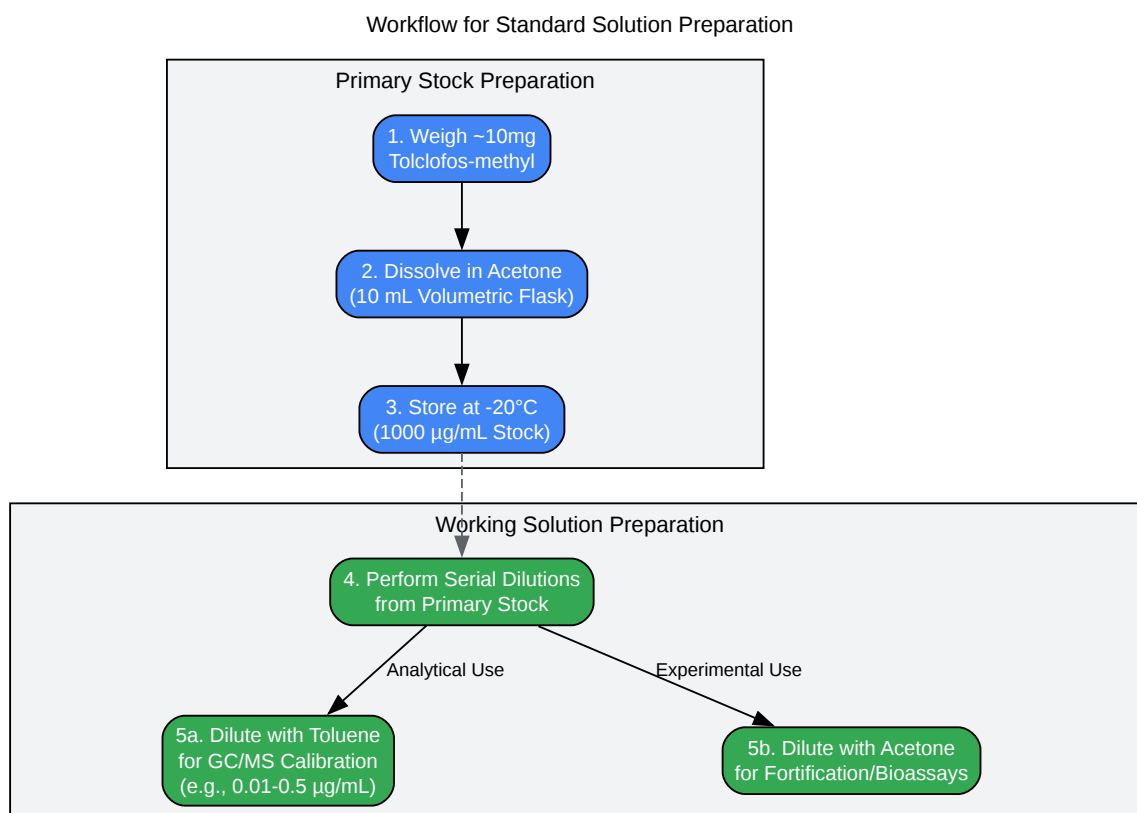 Workflow for Standard Solution Preparation
Primary Stock Preparation
1. Weigh ~10mg
Tolclofos-methyl
2. Dissolve in Acetone
(10 mL Volumetric Flask)
3. Store at -20°C
(1000 µg/mL Stock)
Working Solution Preparation
4. Perform Serial Dilutions
from Primary Stock
Analytical Use
Experimental Use
5a. Dilute with Toluene
for GC/MS Calibration
(e.g., 0.01-0.5 µg/mL)
5b. Dilute with Acetone
for Fortification/Bioassays